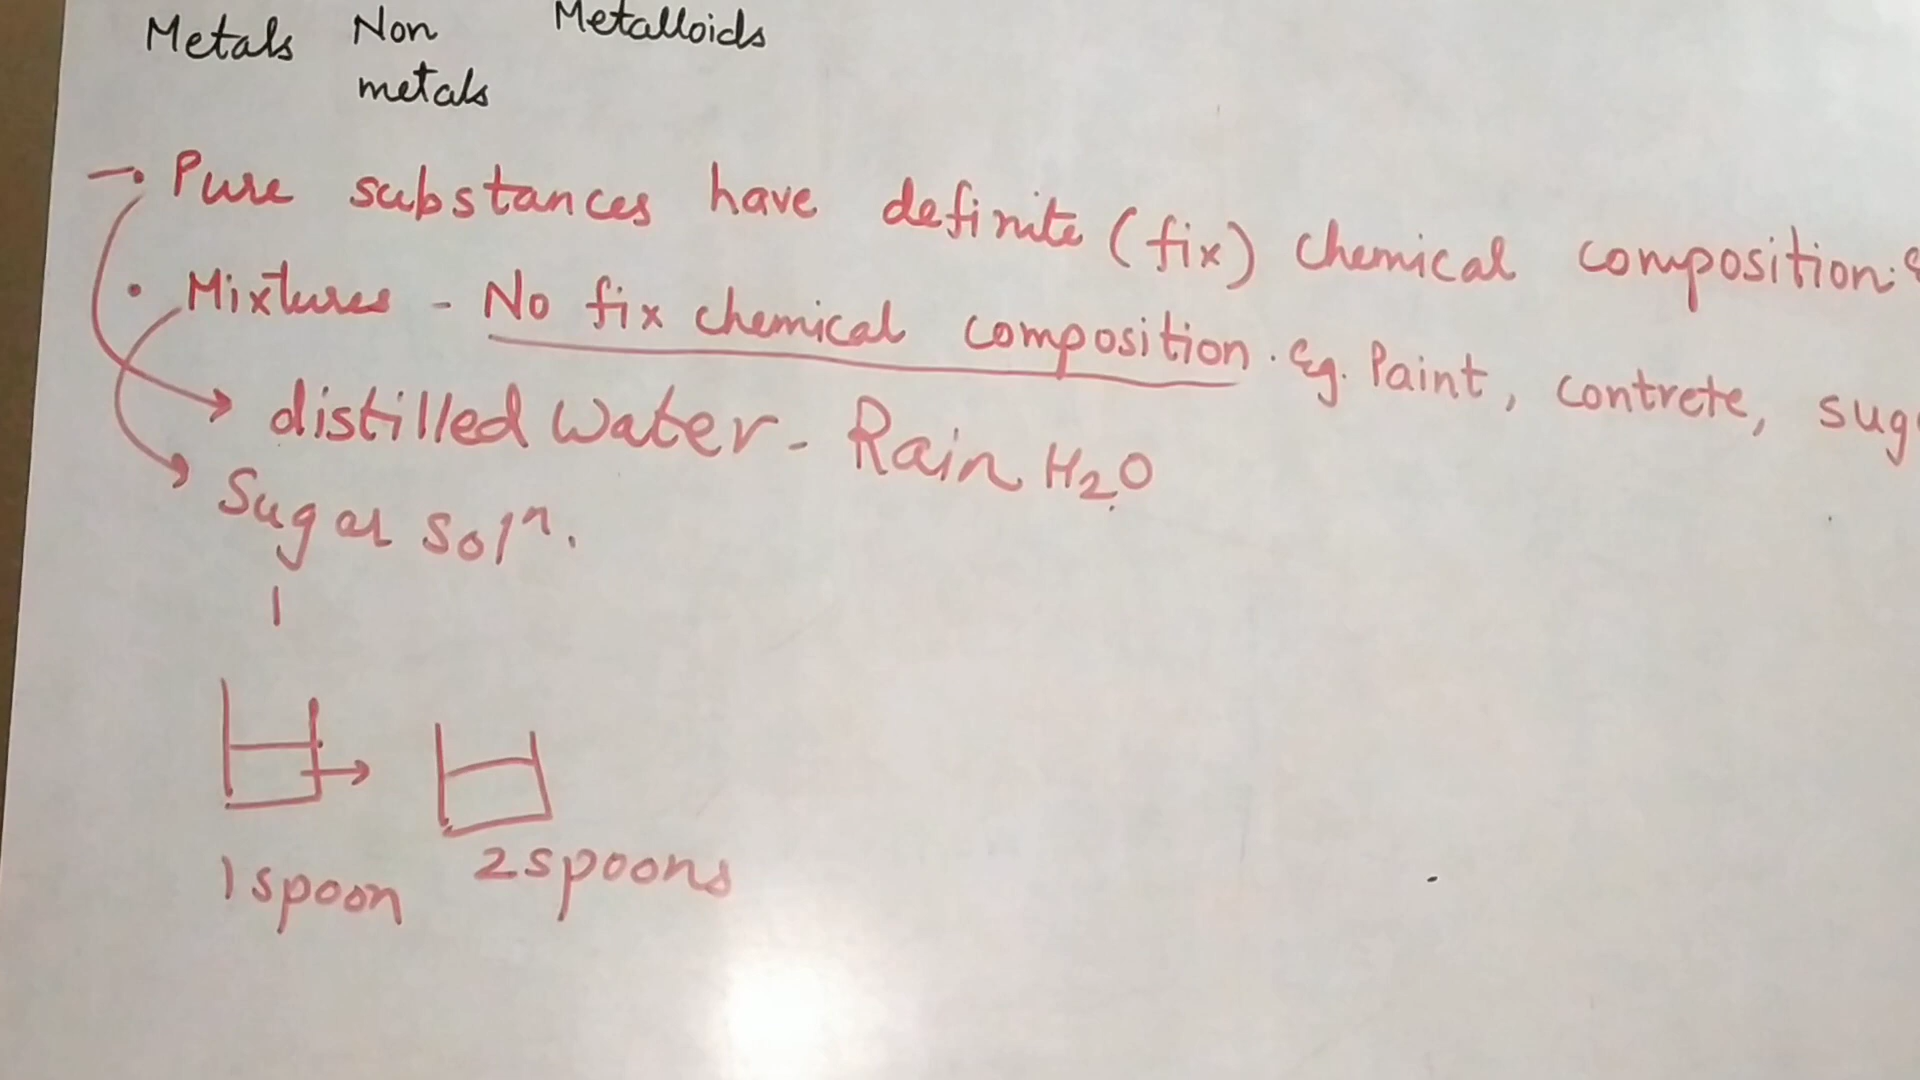 Metals Non metals Metalloids
Pure substances have definite (fix) chemical composition.
Mixtures - No fix chemical composition. Eg. Paint, contrete, sug
distilled water - Rain H₂O
Sugar Solⁿ.
1 spoon 2 spoons